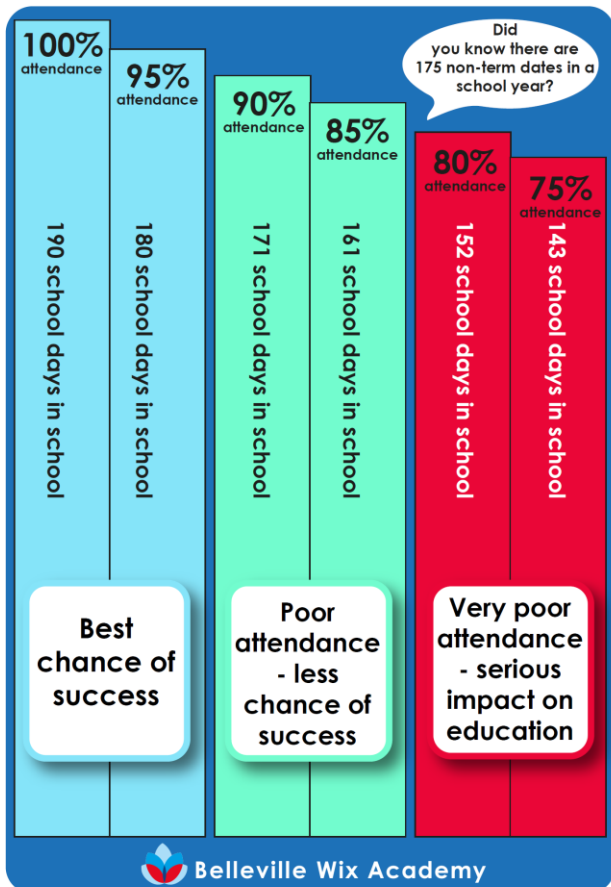 100%
attendance
95%
attendance
90%
attendance
85%
attendance
Did
you know there are
175 non-term dates in a
school year?
80%
attendance
75%
attendance
190 school days in school
180 school days in school
171 school days in school
161 school days in school
152 school days in school
143 school days in school
Best
chance of
success
Poor
attendance
- less
chance of
success
Very poor
attendance
- serious
impact on
education
Belleville Wix Academy